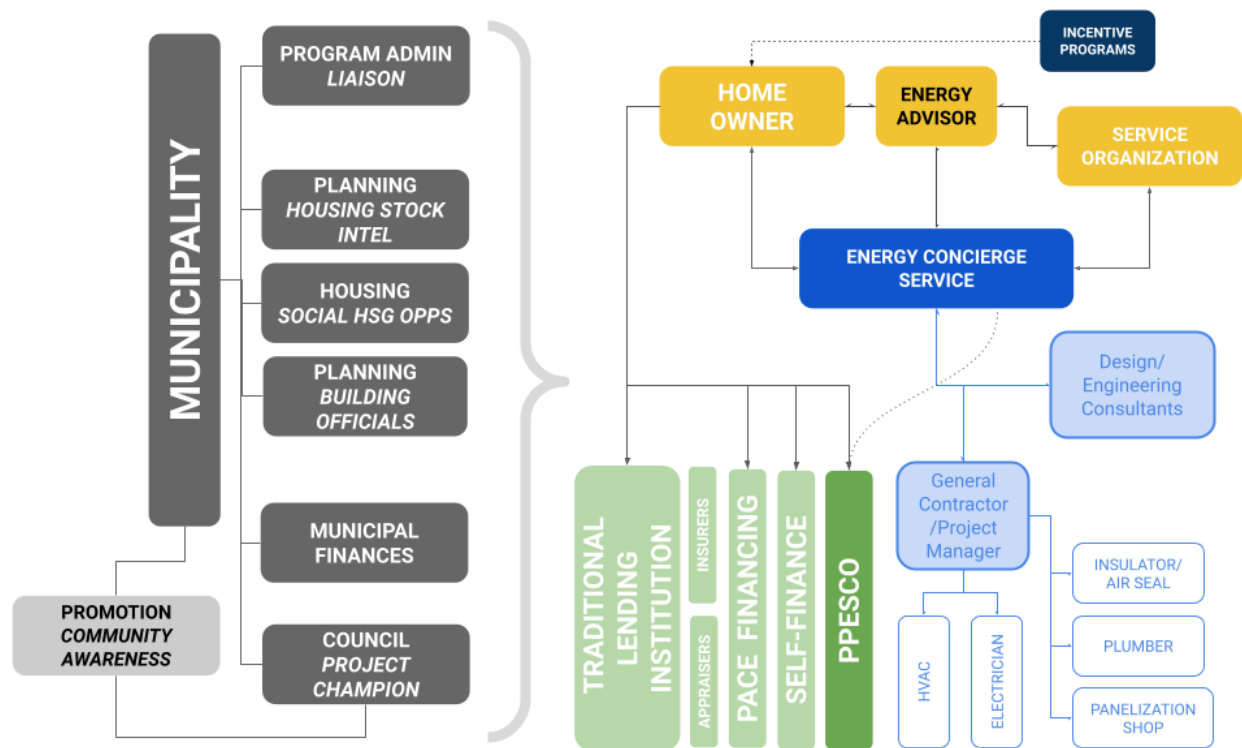 MUNICIPALITY
PROGRAM ADMIN
LIAISON
PLANNING
HOUSING STOCK
INTEL
HOUSING
SOCIAL HSG OPPS
PLANNING
BUILDING
OFFICIALS
MUNICIPAL
FINANCES
COUNCIL
PROJECT
CHAMPION
PROMOTION
COMMUNITY
AWARENESS
INCENTIVE
PROGRAMS
HOME
OWNER
ENERGY
ADVISOR
SERVICE
ORGANIZATION
ENERGY CONCIERGE
SERVICE
Design/
Engineering
Consultants
TRADITIONAL
LENDING
INSTITUTION
INSURERS
APPRAISERS
PACE FINANCING
SELF-FINANCE
PPESCO
General
Contractor
/Project
Manager
HVAC
ELECTRICIAN
INSULATOR/
AIR SEAL
PLUMBER
PANELIZATION
SHOP